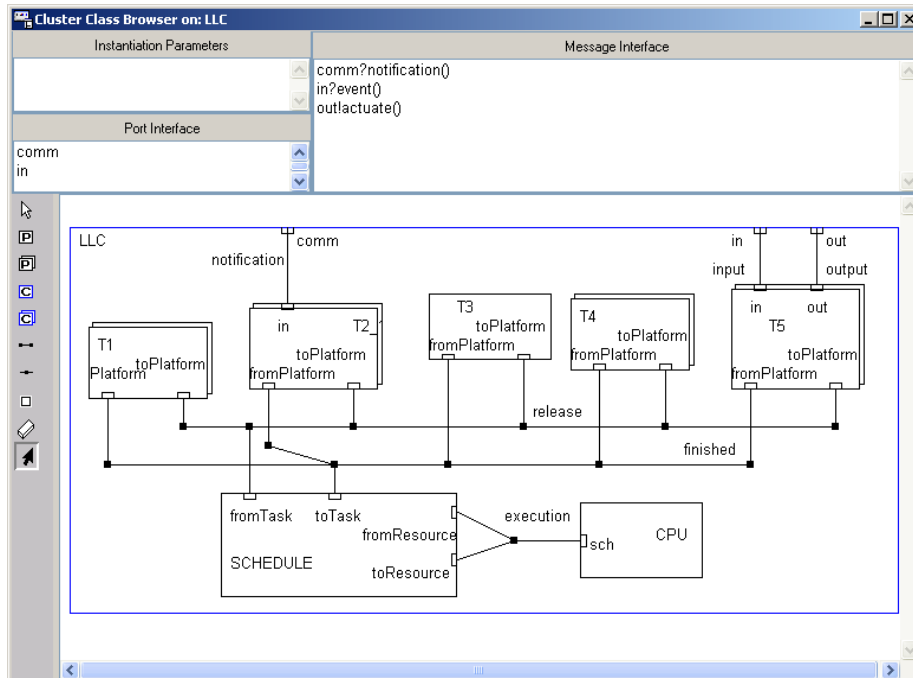 Cluster Class Browser on: LLC
Instantiation Parameters
Message Interface
comm?notification()
in?event()
out!actuate()
Port Interface
comm
in
P
P
C
C
LLC
comm
notification
in
out
input
output
T1
toPlatform
Platform
in
T2_
toPlatform
fromPlatform
T3
toPlatform
fromPlatform
T4
toPlatform
fromPlatform
in
out
T5
toPlatform
fromPlatform
release
finished
fromTask
toTask
fromResource
SCHEDULE
toResource
execution
sch
CPU